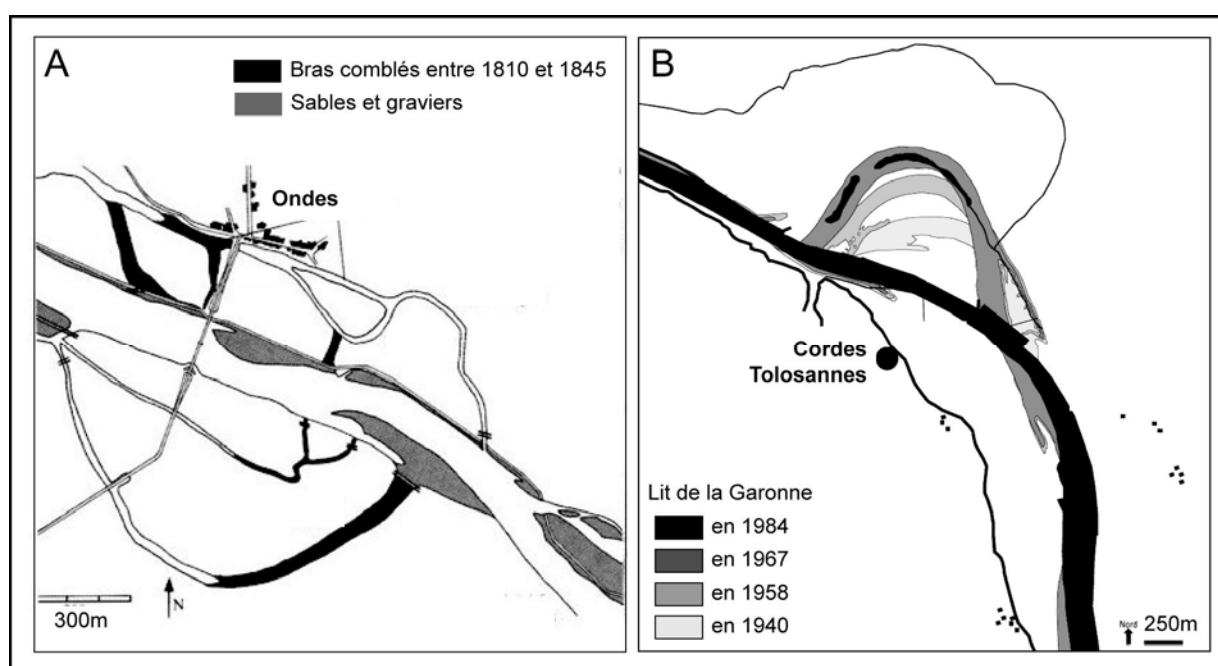 A
Bras comblés entre 1810 et 1845
Sables et graviers
Ondes
300m
N
B
Cordes
Tolosannes
Lit de la Garonne
en 1984
en 1967
en 1958
en 1940
Nord
250m